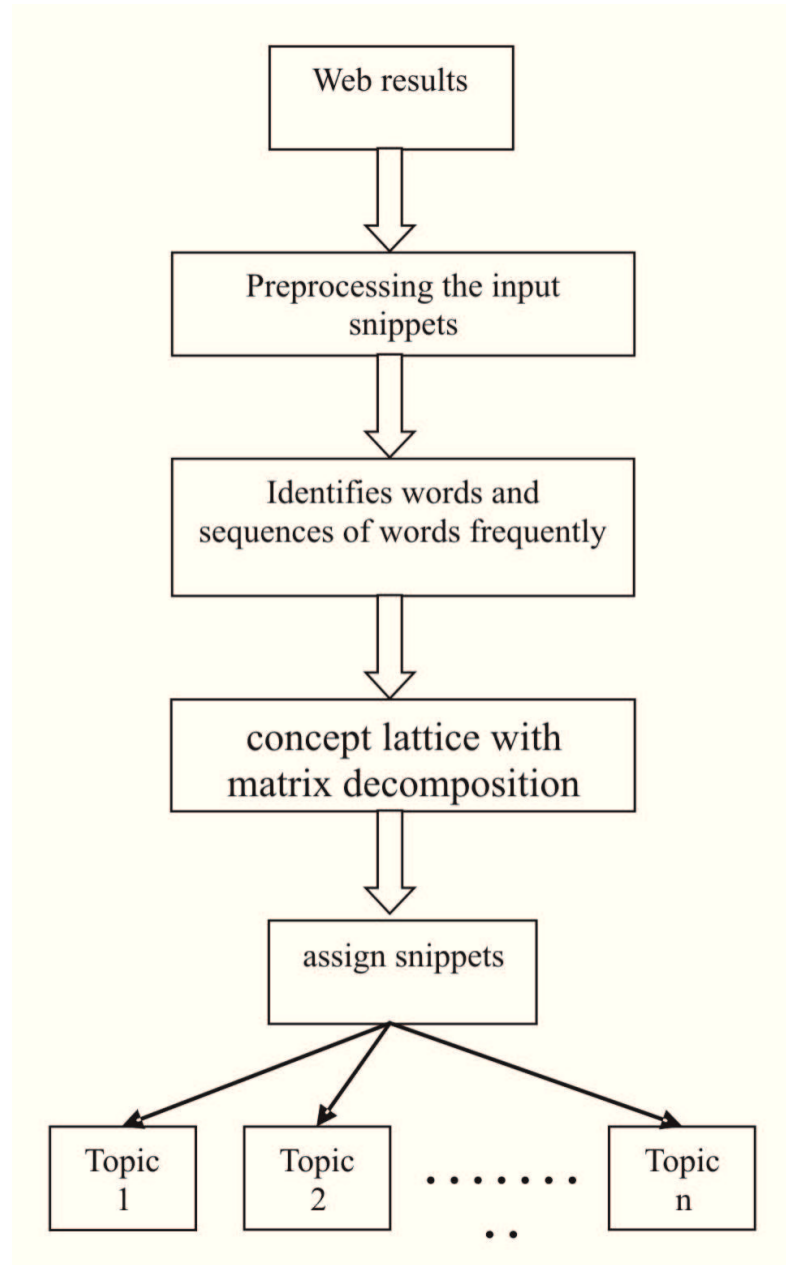 Web results
Preprocessing the input
snippets
Identifies words and
sequences of words frequently
concept lattice with
matrix decomposition
assign snippets
Topic
1
Topic
2
. . . . . . .
. .
Topic
n